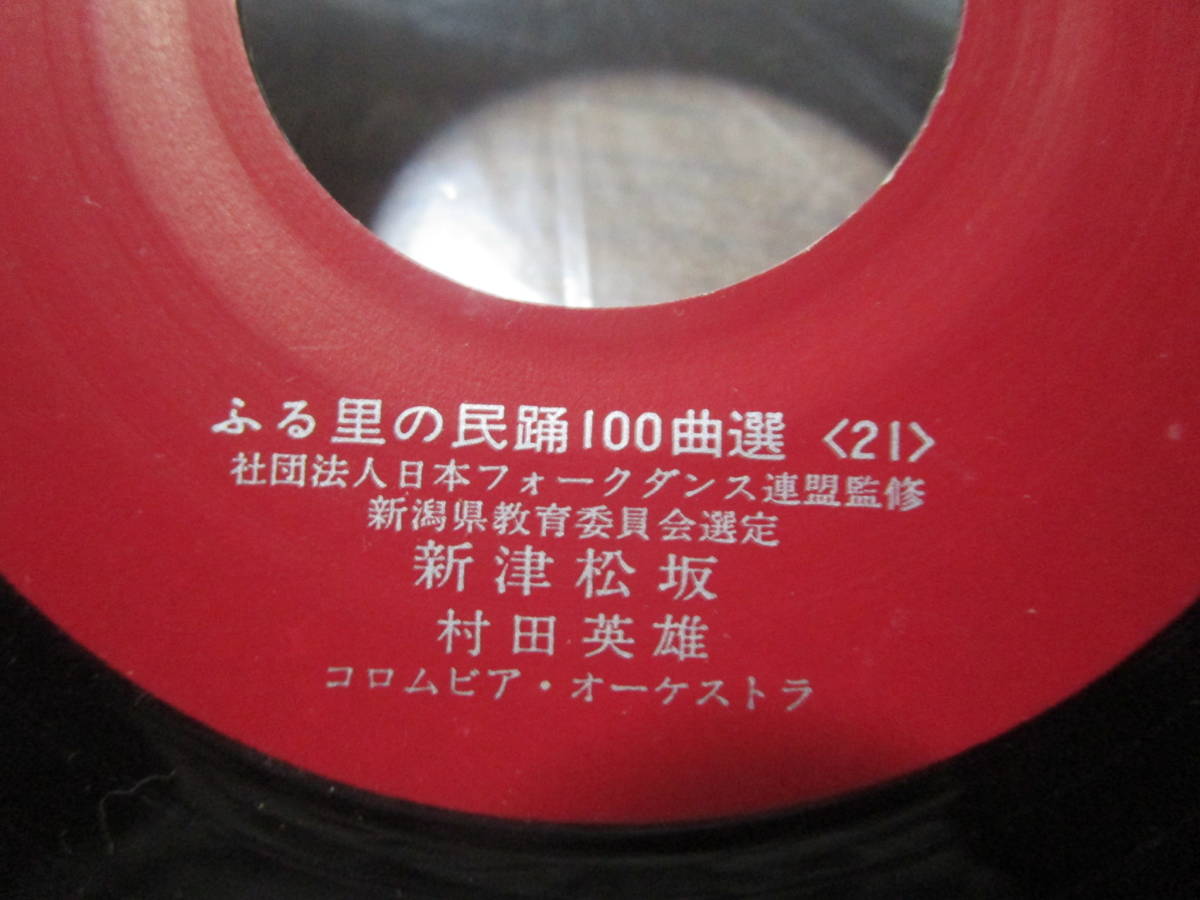 ふる里の民踊100曲選 〈21〉
社団法人日本フォークダンス連盟監修
新潟県教育委員会選定
新津松坂
村田英雄
コロムビア・オーケストラ